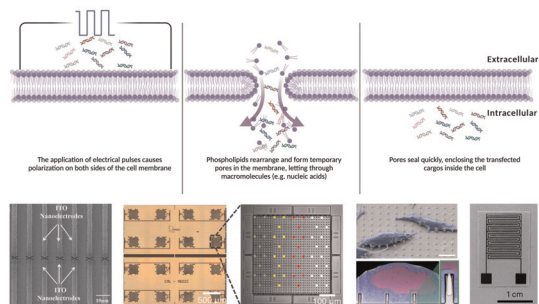 Extracellular
Intracellular
The application of electrical pulses causes
polarization on both sides of the cell membrane
Phospholipids rearrange and form temporary
pores in the membrane, letting through
macromolecules (e.g. nucleic acids)
Pores seal quickly, enclosing the transfected
cargos inside the cell
ITO
Nanoelectrodes
ITO
Nanoelectrodes
500 µm
100 µm
1 cm